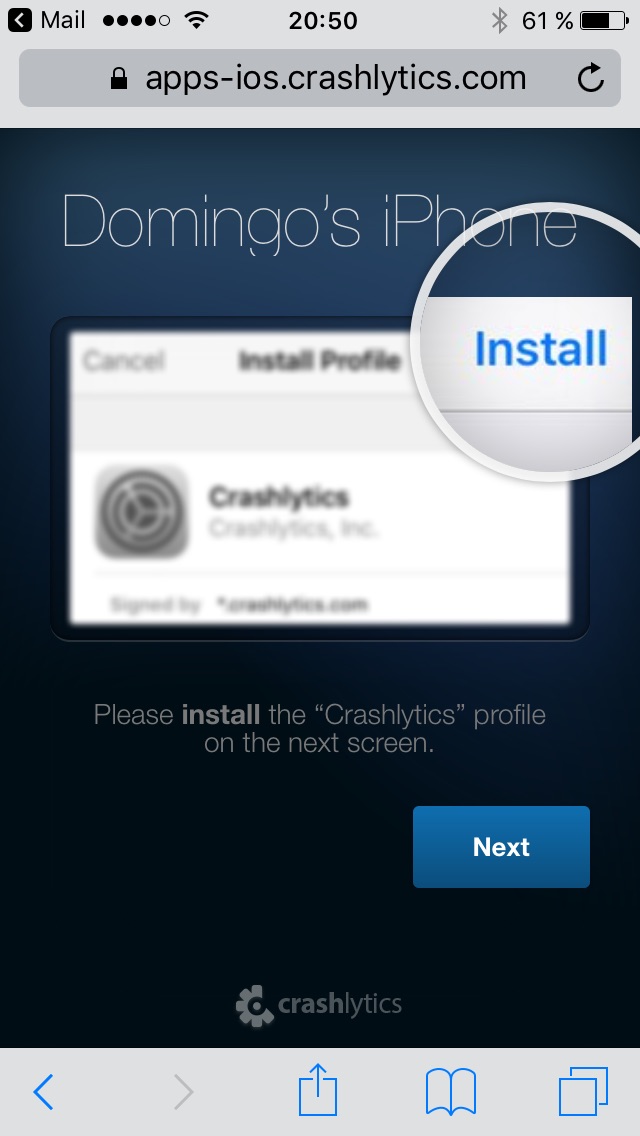 Mail 20:50 61 %
apps-ios.crashlytics.com
Domingo's iPhone
Cancel Install Profile Install
Crashlytics
Crashlytics, Inc.
Signed by *.crashlytics.com
Please install the “Crashlytics” profile
on the next screen.
Next
crashlytics